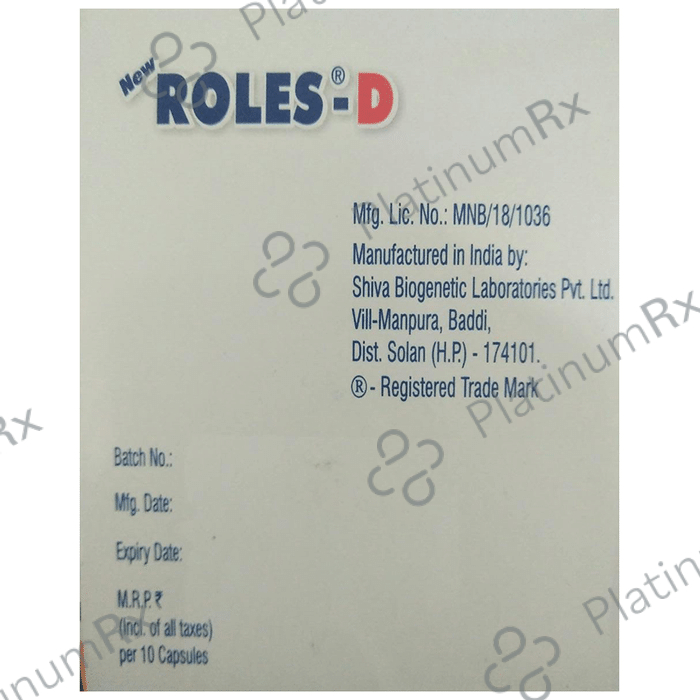 New
ROLES®-D
Mfg. Lic. No.: MNB/18/1036
Manufactured in India by:
Shiva Biogenetic Laboratories Pvt. Ltd.
Vill-Manpura, Baddi,
Dist. Solan (H.P.) - 174101.
®- Registered Trade Mark
Batch No.:
Mfg. Date:
Expiry Date:
M.R.P. ₹
(incl. of all taxes)
per 10 Capsules
PlatinumRx
PlatinumRx
PlatinumRx
PlatinumRx
Rx
inumRx